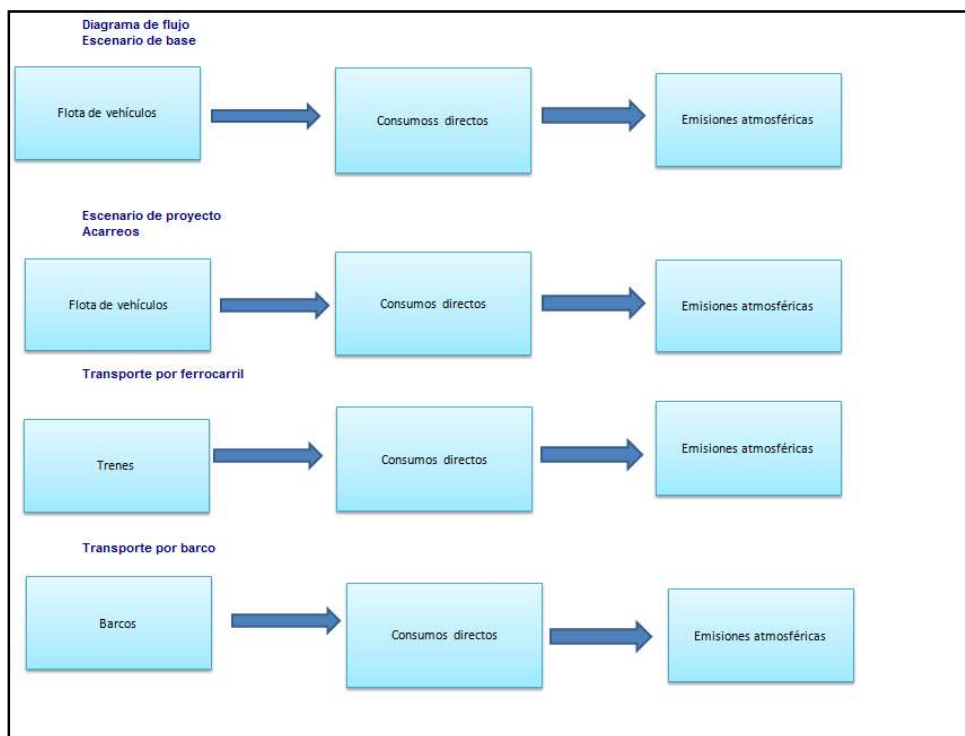 Diagrama de flujo
Escenario de base
Flota de vehículos
Consumoss directos
Emisiones atmosféricas
Escenario de proyecto
Acarreos
Flota de vehículos
Consumos directos
Emisiones atmosféricas
Transporte por ferrocarril
Trenes
Consumos directos
Emisiones atmosféricas
Transporte por barco
Barcos
Consumos directos
Emisiones atmosféricas